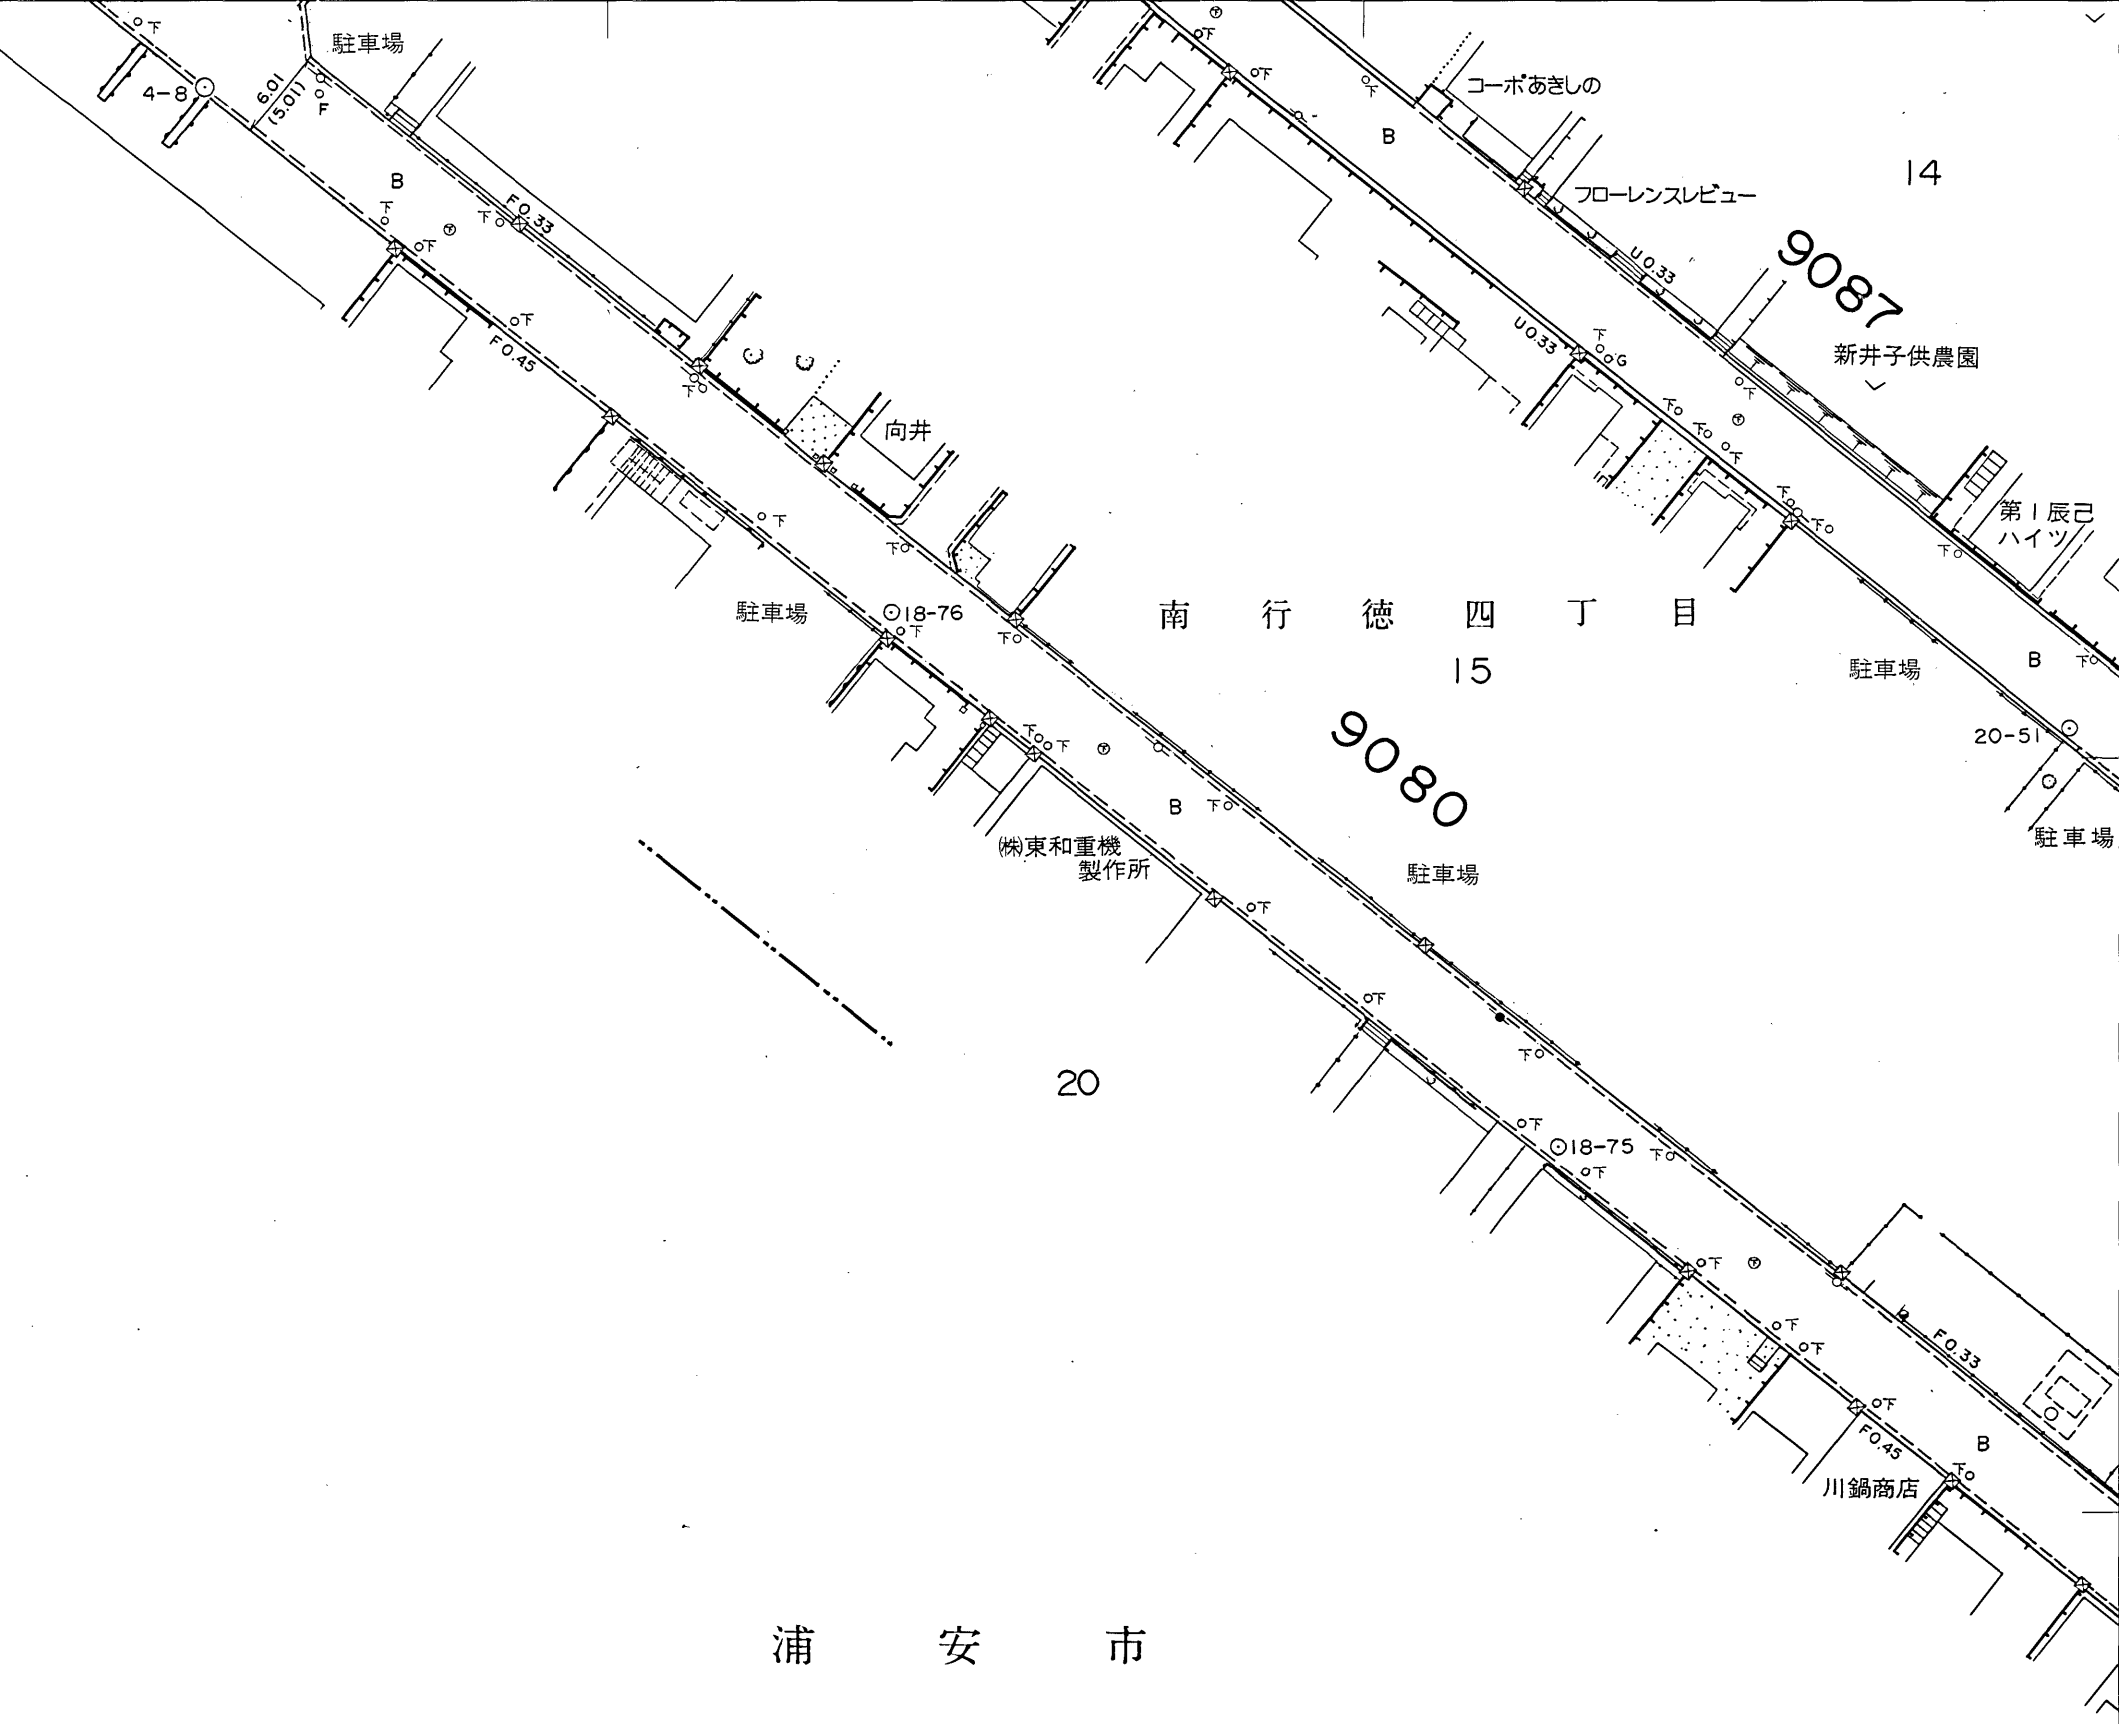 駐車場
4-8
6.01
(5.01)
F
B
F0.33
F0.45
コーポあきしの
B
14
フローレンスレビュー
U0.33
9087
新井子供農園
U0.33
G
向井
第1辰己
ハイツ
駐車場
18-76
南行徳四丁目
15
駐車場
B
20-51
駐車場
9080
B
㈱東和重機
製作所
駐車場
20
18-75
F0.33
F0.45
B
川鍋商店
浦安市